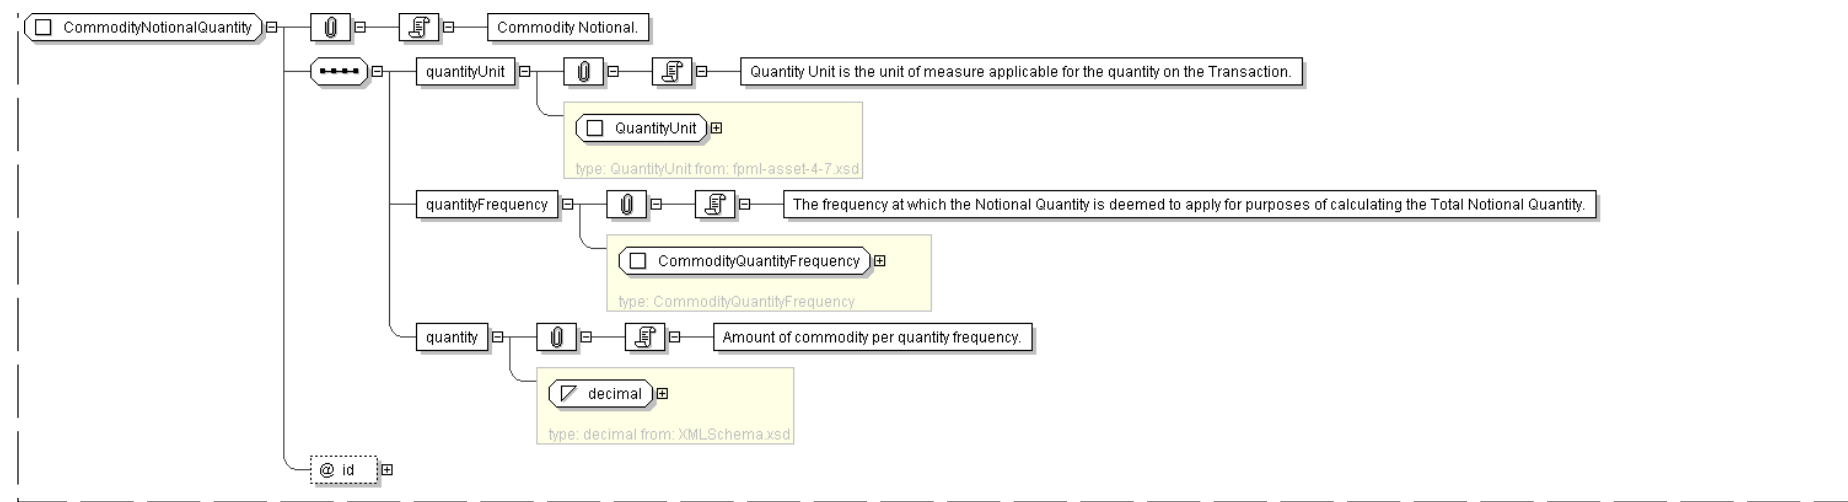 CommodityNotionalQuantity
Commodity Notional.
quantityUnit
Quantity Unit is the unit of measure applicable for the quantity on the Transaction.
QuantityUnit
type: QuantityUnit from: fpml-asset-4-7.xsd
quantityFrequency
The frequency at which the Notional Quantity is deemed to apply for purposes of calculating the Total Notional Quantity.
CommodityQuantityFrequency
type: CommodityQuantityFrequency
quantity
Amount of commodity per quantity frequency.
decimal
type: decimal from: XMLSchema.xsd
@ id